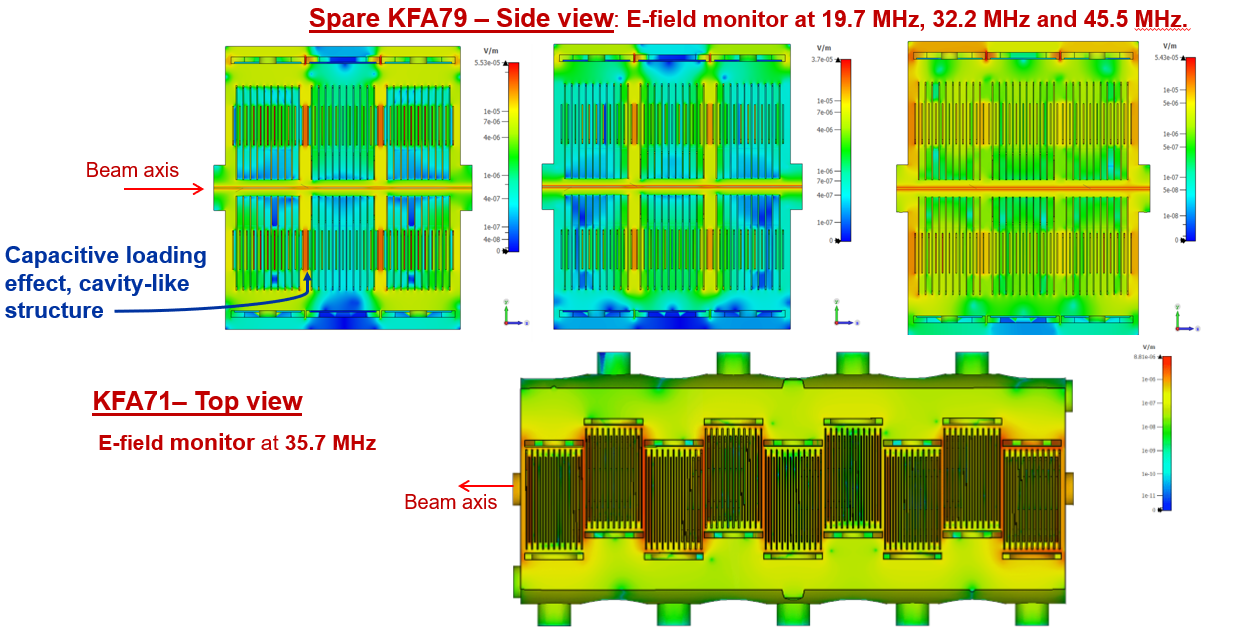 Spare KFA79 – Side view: E-field monitor at 19.7 MHz, 32.2 MHz and 45.5 MHz.
V/m
5.53e-05
1e-05
7e-06
4e-06
1e-06
4e-07
1e-07
4e-08
0
V/m
3.7e-05
1e-05
7e-06
4e-06
1e-06
7e-07
4e-07
1e-07
0
V/m
5.43e-05
1e-05
5e-06
1e-06
5e-07
1e-07
5e-08
1e-08
0
Beam axis
Capacitive loading
effect, cavity-like
structure
KFA71– Top view
E-field monitor at 35.7 MHz
Beam axis
V/m
8.81e-06
1e-06
1e-07
1e-08
1e-09
1e-10
1e-11
0